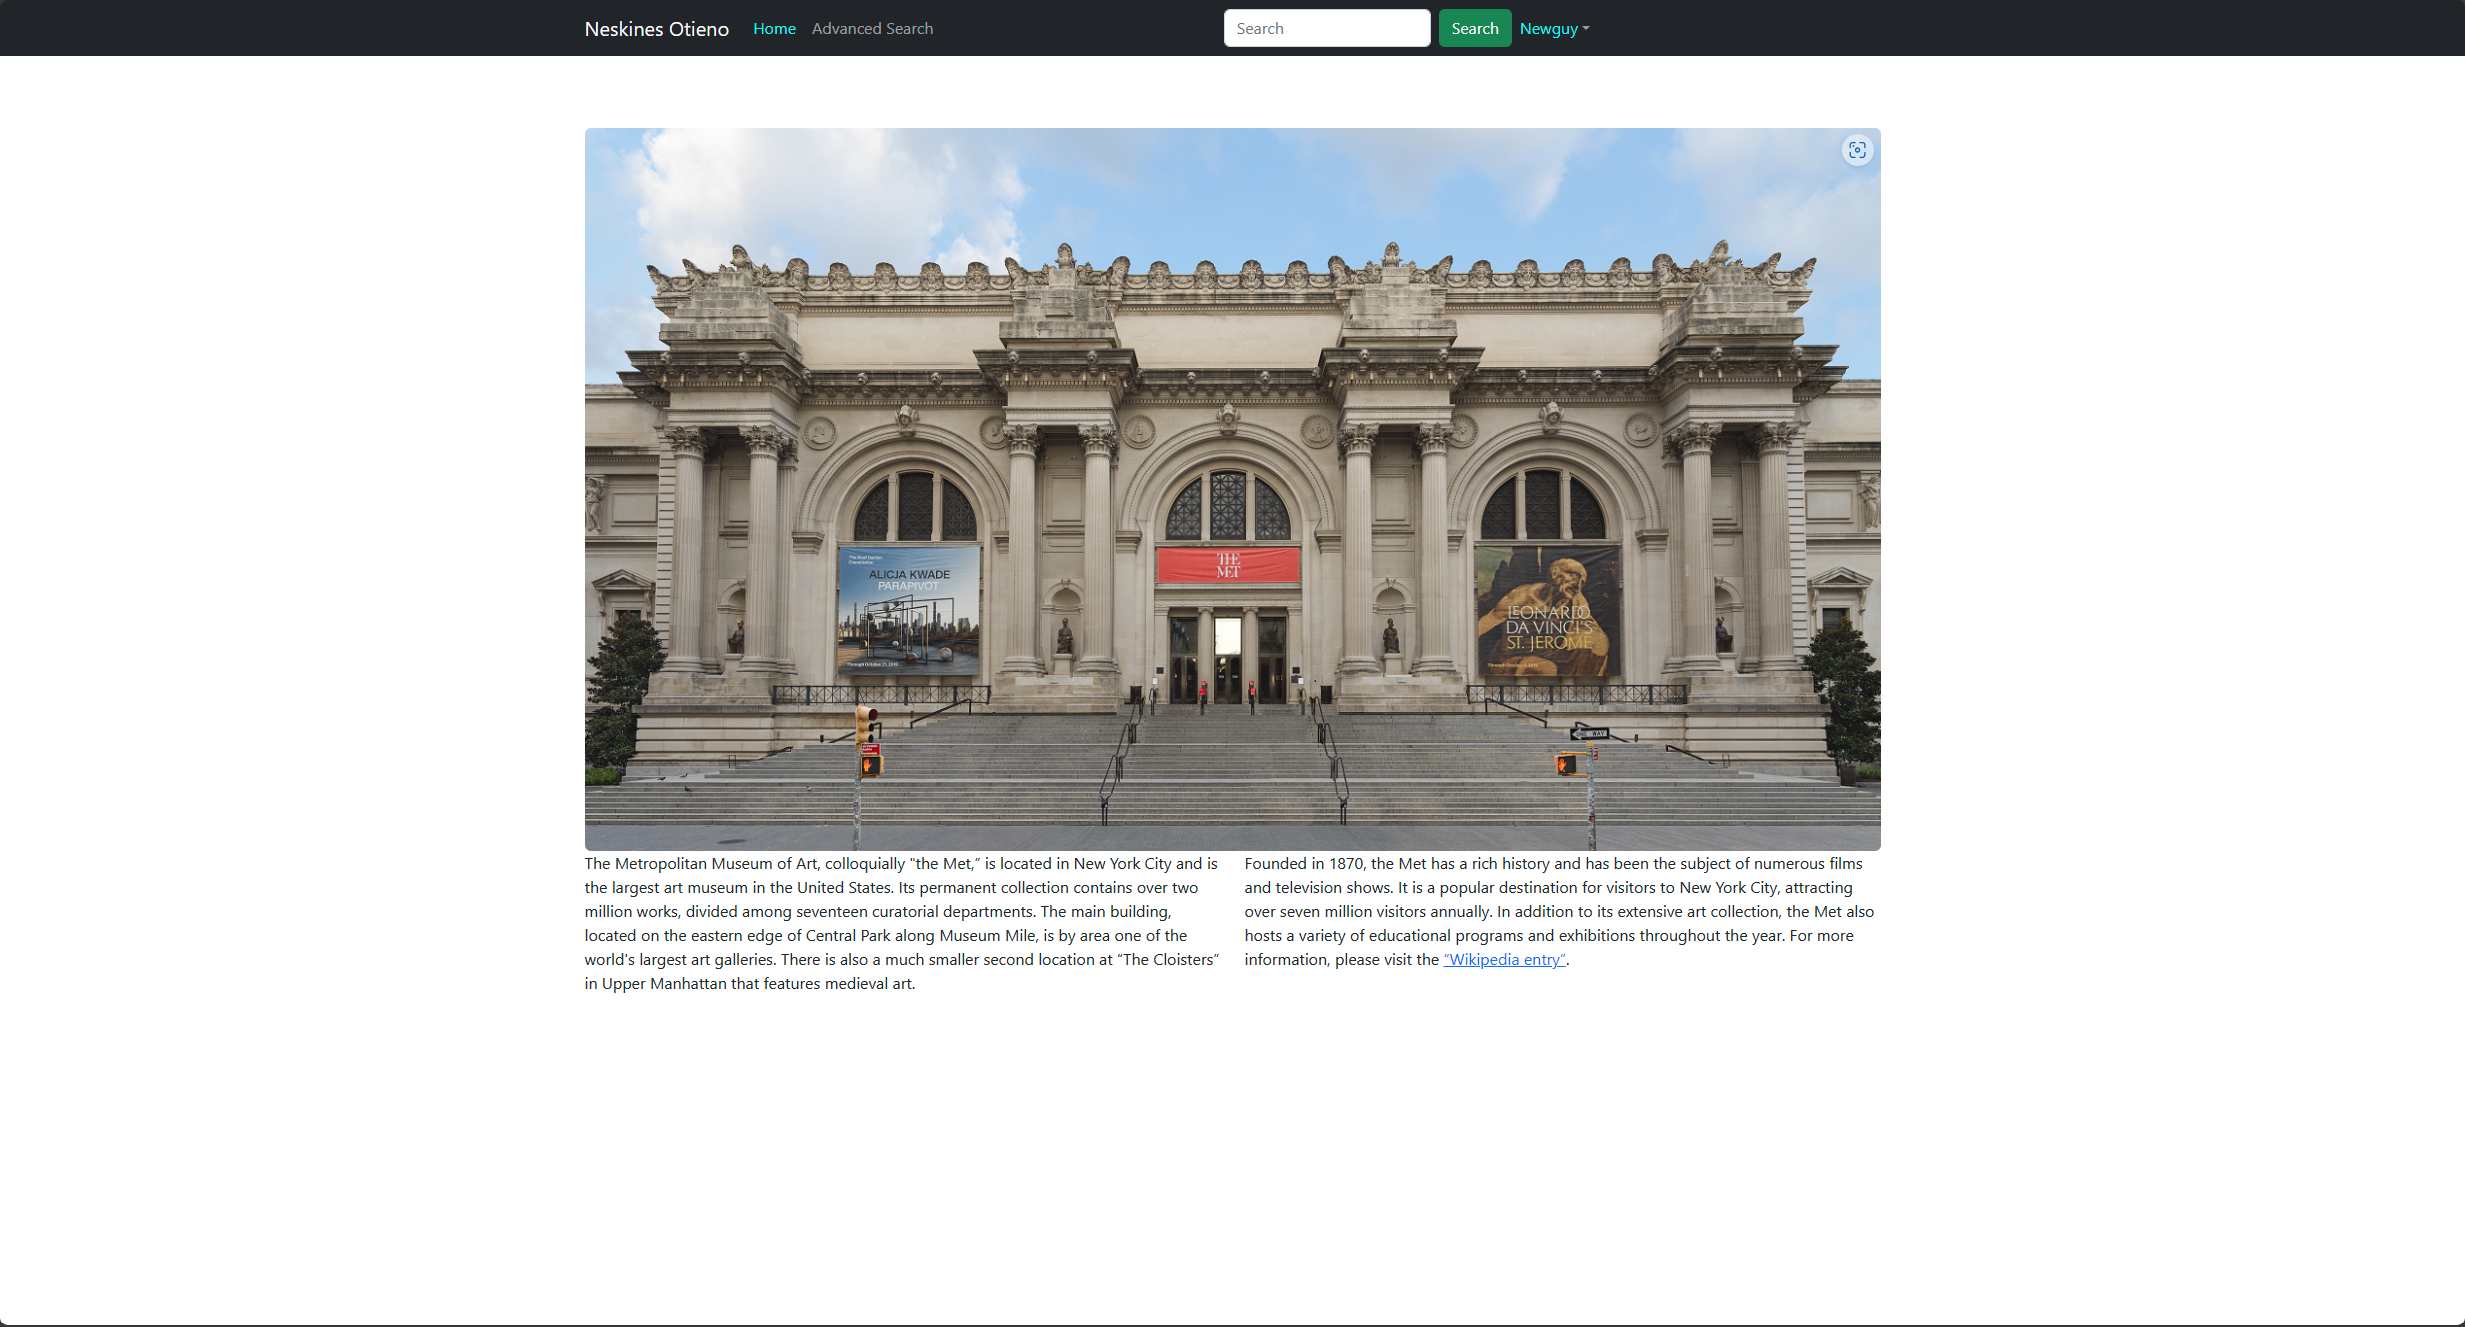 Neskines Otieno
Home
Advanced Search
Search
Search
Newguy
The Roof Garden
Commission
ALICJA KWADE
PARAPIVOT
Through October 27, 2019
THE
MET
LEONARDO
DA VINCI'S
ST. JEROME
ONE WAY
The Metropolitan Museum of Art, colloquially "the Met,” is located in New York City and is
the largest art museum in the United States. Its permanent collection contains over two
million works, divided among seventeen curatorial departments. The main building,
located on the eastern edge of Central Park along Museum Mile, is by area one of the
world's largest art galleries. There is also a much smaller second location at “The Cloisters”
in Upper Manhattan that features medieval art.
Founded in 1870, the Met has a rich history and has been the subject of numerous films
and television shows. It is a popular destination for visitors to New York City, attracting
over seven million visitors annually. In addition to its extensive art collection, the Met also
hosts a variety of educational programs and exhibitions throughout the year. For more
information, please visit the “Wikipedia entry”.